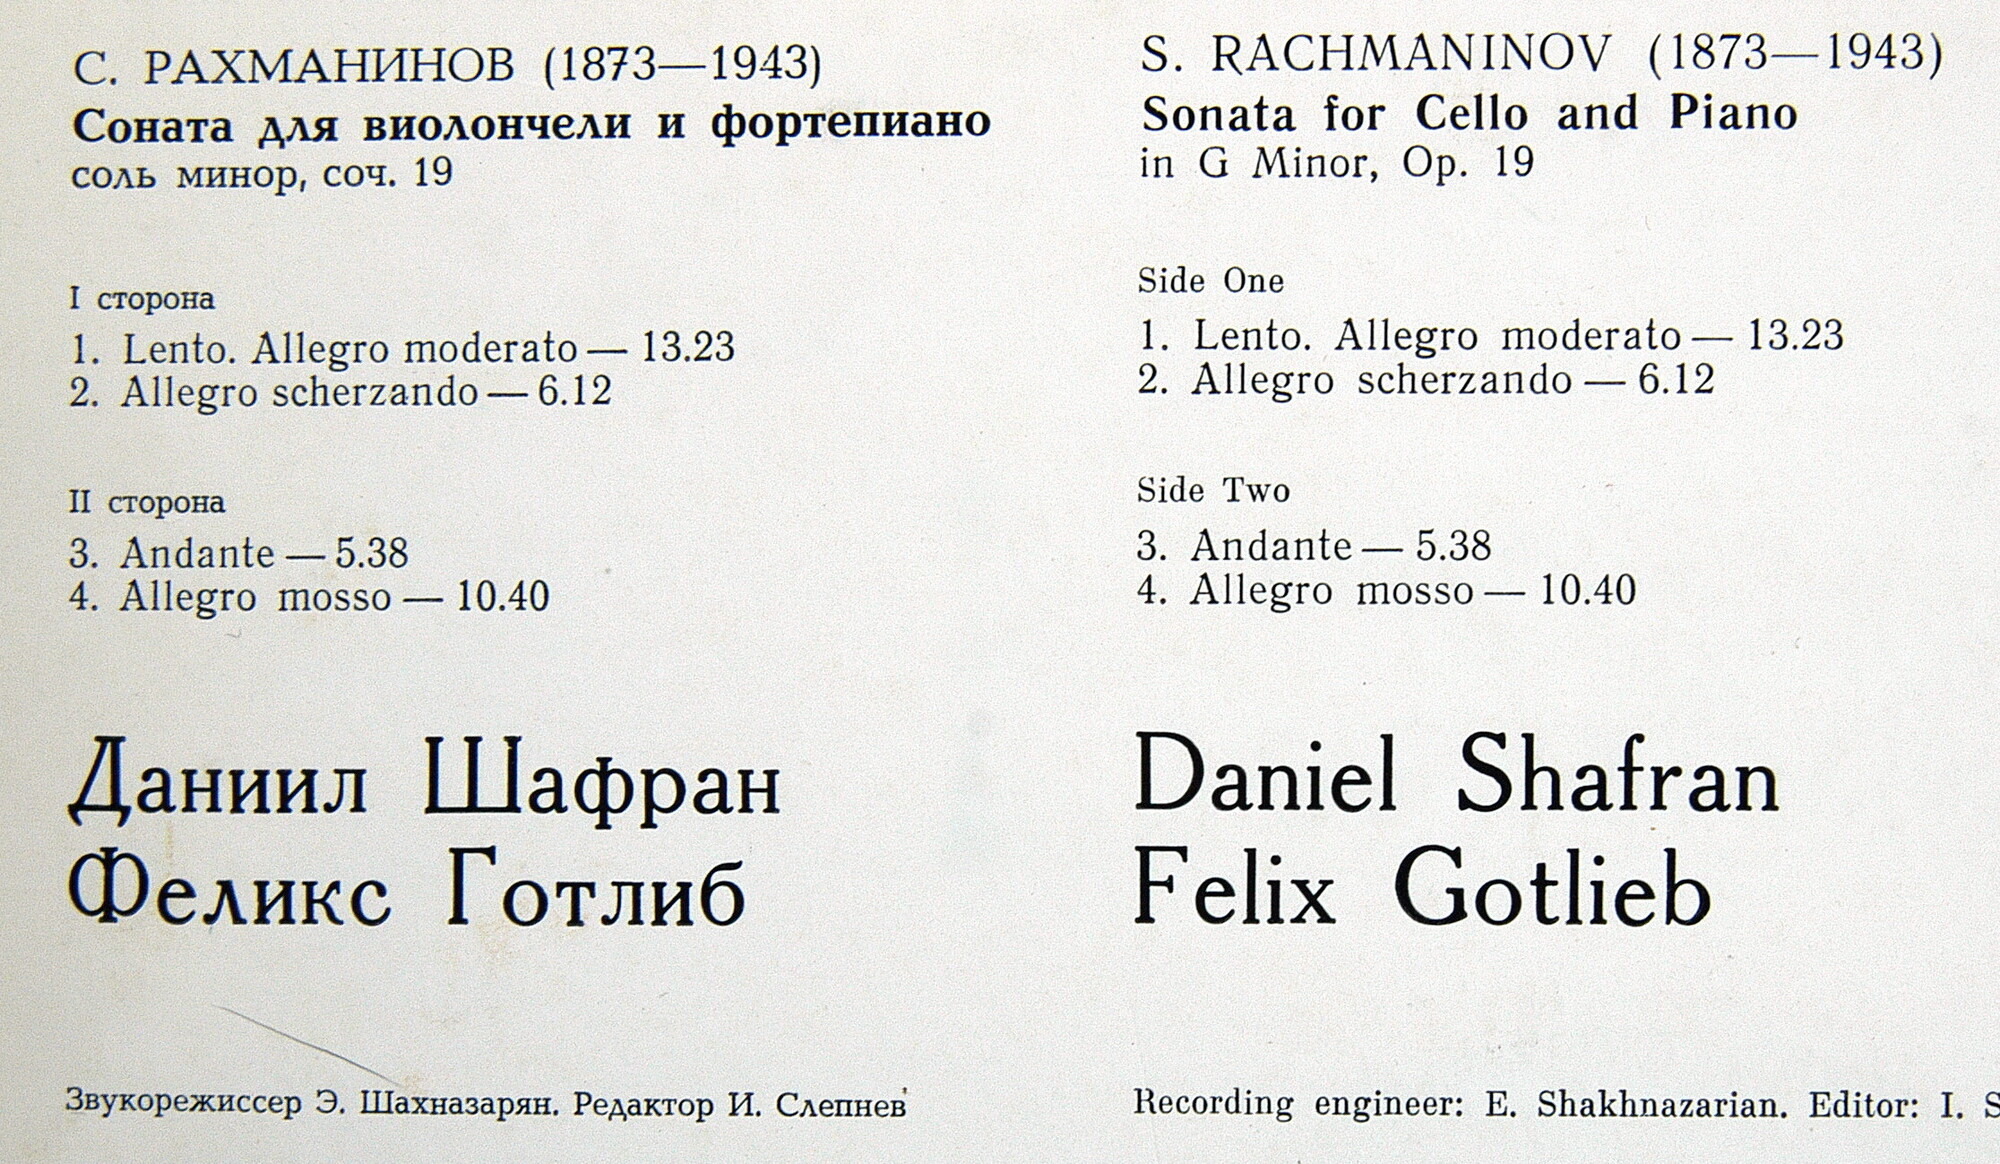 С. РАХМАНИНОВ (1873—1943)
Соната для виолончели и фортепиано
соль минор, соч. 19
I сторона
1. Lento. Allegro moderato — 13.23
2. Allegro scherzando — 6.12
II сторона
3. Andante — 5.38
4. Allegro mosso — 10.40
Даниил Шафран
Феликс Готлиб
Звукорежиссер Э. Шахназарян. Редактор И. Слепнев
S. RACHMANINOV (1873—1943)
Sonata for Cello and Piano
in G Minor, Op. 19
Side One
1. Lento. Allegro moderato — 13.23
2. Allegro scherzando — 6.12
Side Two
3. Andante — 5.38
4. Allegro mosso — 10.40
Daniel Shafran
Felix Gotlieb
Recording engineer: E. Shakhnazarian. Editor: I.